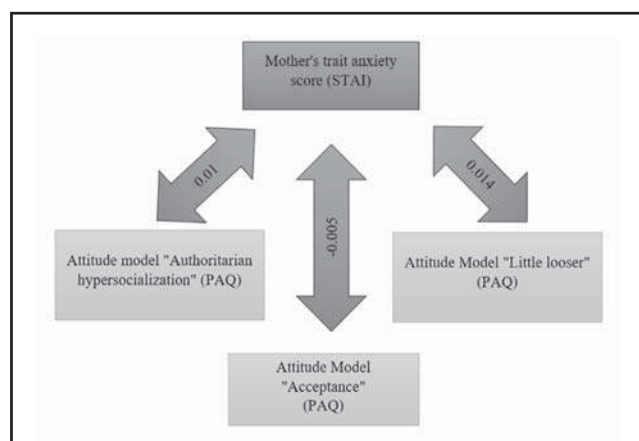 Mother's trait anxiety
score (STAI)
0.01
-0.005
0.014
Attitude model "Authoritarian
hypersocialization" (PAQ)
Attitude Model "Little looser"
(PAQ)
Attitude Model
"Acceptance"
(PAQ)